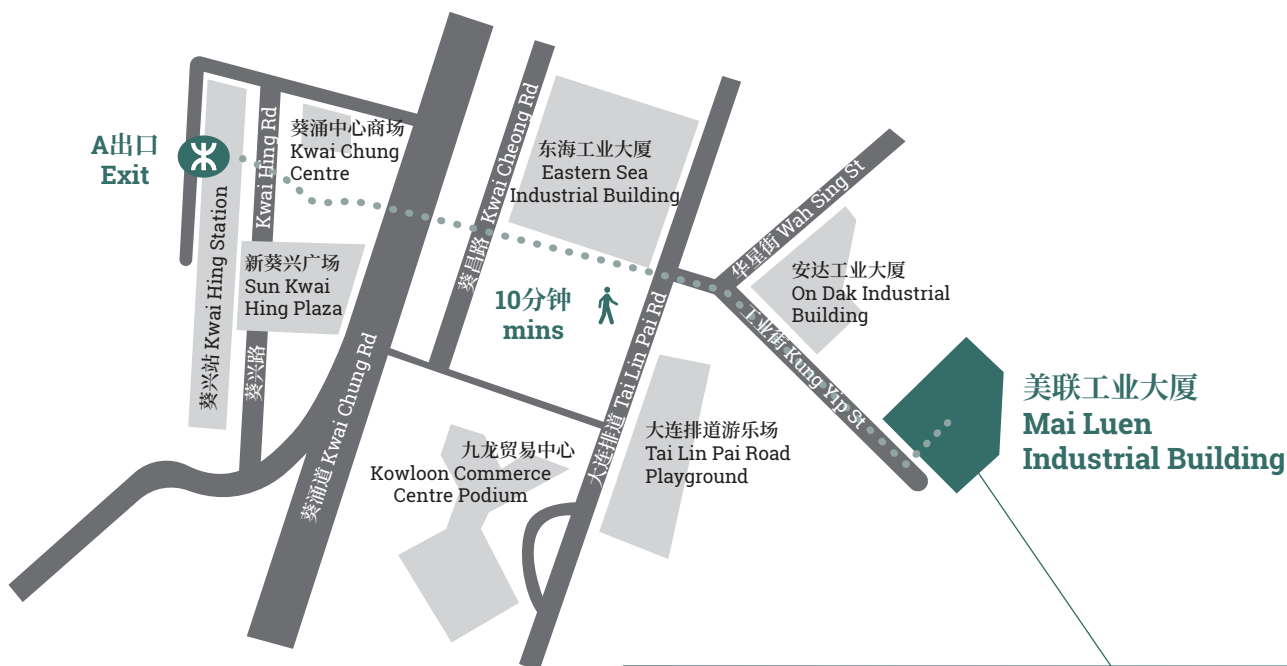 A出口
Exit
葵兴站 Kwai Hing Station
葵兴路
Kwai Hing Rd
葵涌中心商场
Kwai Chung
Centre
新葵兴广场
Sun Kwai
Hing Plaza
葵涌道 Kwai Chung Rd
葵昌路 Kwai Cheong Rd
东海工业大厦
Eastern Sea
Industrial Building
10分钟
mins
大连排道 Tai Lin Pai Rd
华星街 Wah Sing St
安达工业大厦
On Dak Industrial
Building
工业街 Kung Yip St
九龙贸易中心
Kowloon Commerce
Centre Podium
大连排道游乐场
Tai Lin Pai Road
Playground
美联工业大厦
Mai Luen
Industrial Building